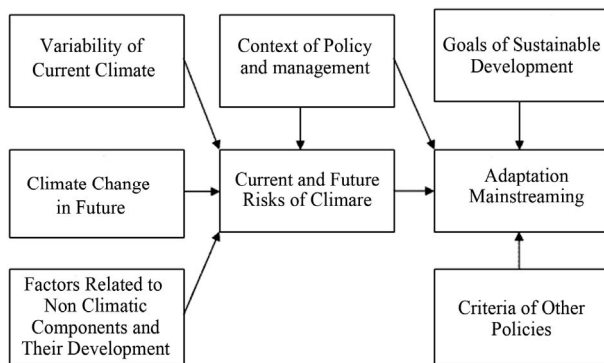 Variability of
Current Climate
Context of Policy
and management
Goals of Sustainable
Development
Climate Change
in Future
Current and Future
Risks of Climare
Adaptation
Mainstreaming
Factors Related to
Non Climatic
Components and
Their Development
Criteria of Other
Policies